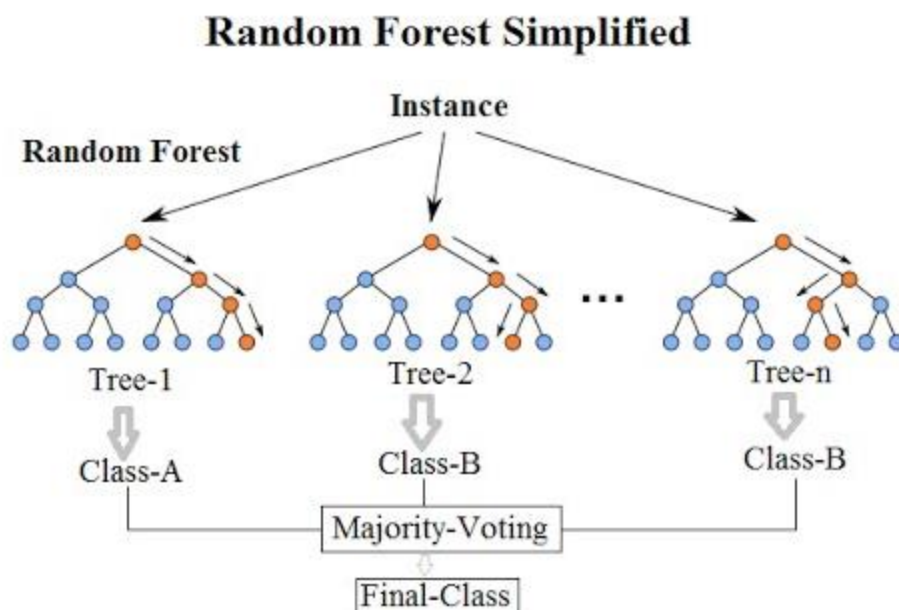 Random Forest Simplified
Instance
Random Forest
...
Tree-1
Tree-2
Tree-n
Class-A
Class-B
Class-B
Majority-Voting
Final-Class